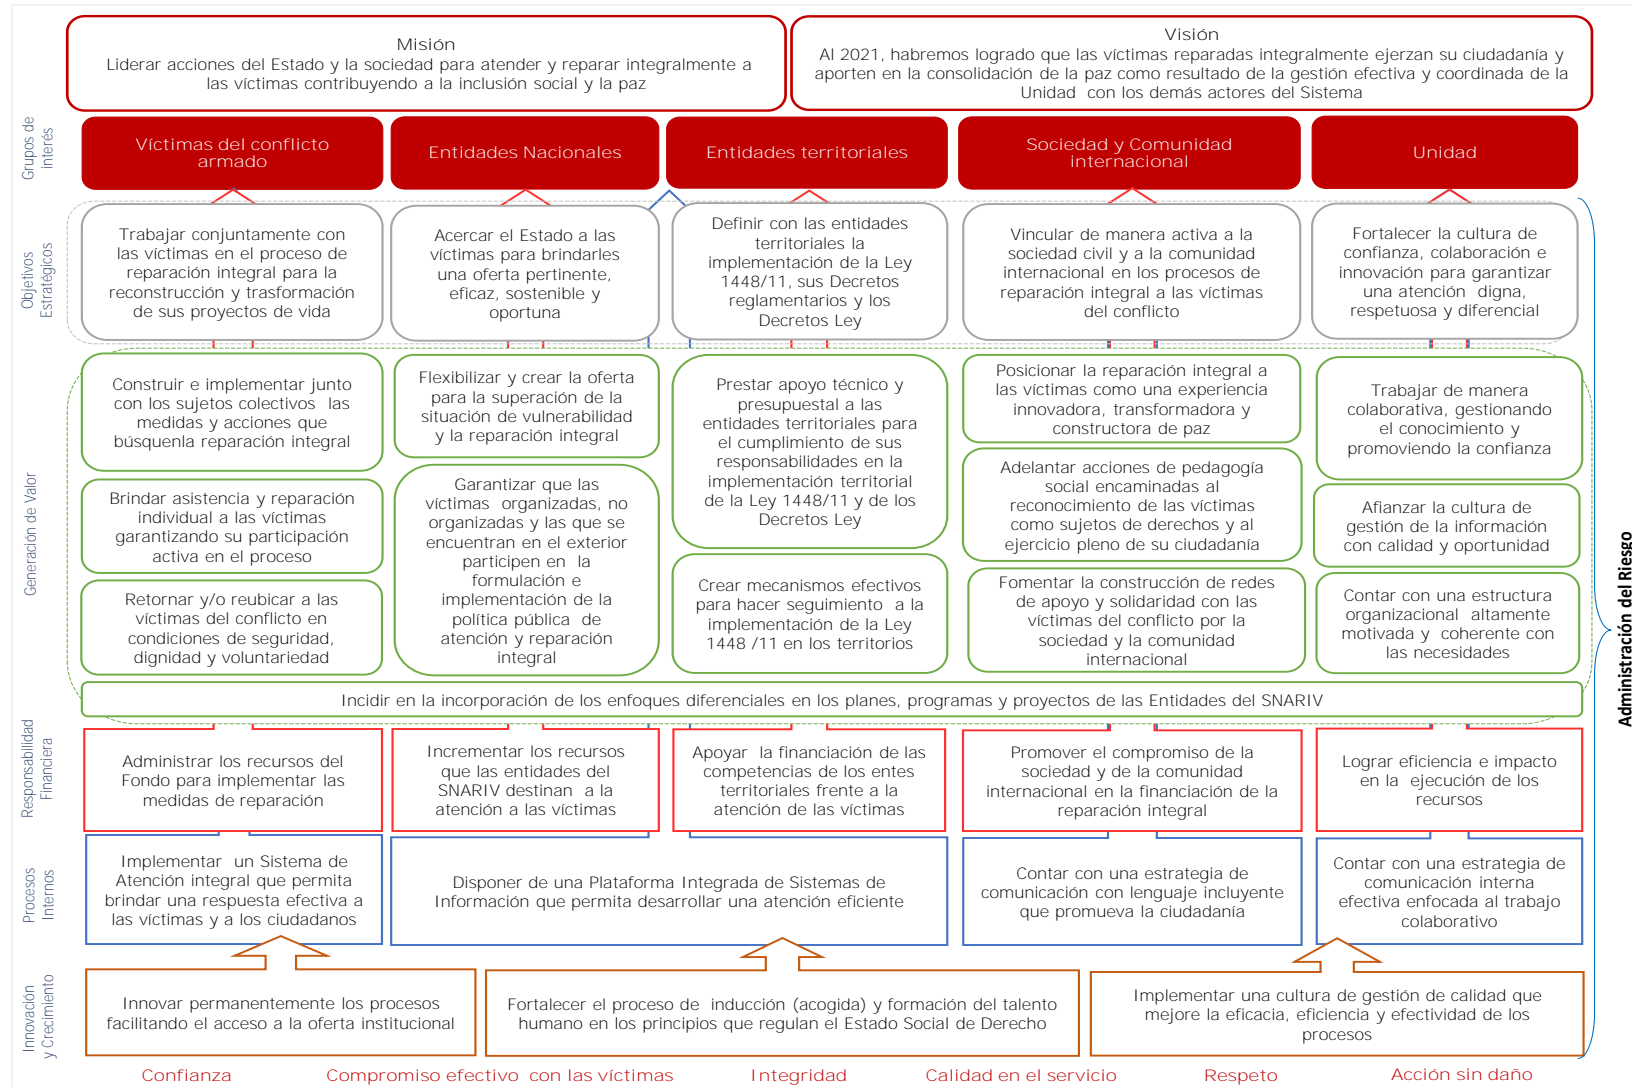 Misión
Liderar acciones del Estado y la sociedad para atender y reparar integralmente a
las víctimas contribuyendo a la inclusión social y la paz
Visión
Al 2021, habremos logrado que las víctimas reparadas integralmente ejerzan su ciudadanía y
aporten en la consolidación de la paz como resultado de la gestión efectiva y coordinada de la
Unidad con los demás actores del Sistema
Grupos de
interés
Víctimas del conflicto
armado
Entidades Nacionales
Entidades territoriales
Sociedad y Comunidad
internacional
Unidad
Objetivos
Estratégicos
Trabajar conjuntamente con
las víctimas en el proceso de
reparación integral para la
reconstrucción y trasformación
de sus proyectos de vida
Acercar el Estado a las
víctimas para brindarles
una oferta pertinente,
eficaz, sostenible y
oportuna
Definir con las entidades
territoriales la
implementación de la Ley
1448/11, sus Decretos
reglamentarios y los
Decretos Ley
Vincular de manera activa a la
sociedad civil y a la comunidad
internacional en los procesos de
reparación integral a las víctimas
del conflicto
Fortalecer la cultura de
confianza, colaboración e
innovación para garantizar
una atención digna,
respetuosa y diferencial
Generación de Valor
Construir e implementar junto
con los sujetos colectivos las
medidas y acciones que
búsquenla reparación integral
Brindar asistencia y reparación
individual a las víctimas
garantizando su participación
activa en el proceso
Retornar y/o reubicar a las
víctimas del conflicto en
condiciones de seguridad,
dignidad y voluntariedad
Flexibilizar y crear la oferta
para la superación de la
situación de vulnerabilidad
y la reparación integral
Garantizar que las
víctimas organizadas, no
organizadas y las que se
encuentran en el exterior
participen en la
formulación e
implementación de la
política pública de
atención y reparación
integral
Prestar apoyo técnico y
presupuestal a las
entidades territoriales para
el cumplimiento de sus
responsabilidades en la
implementación territorial
de la Ley 1448/11 y de los
Decretos Ley
Crear mecanismos efectivos
para hacer seguimiento a la
implementación de la Ley
1448 /11 en los territorios
Posicionar la reparación integral a
las víctimas como una experiencia
innovadora, transformadora y
constructora de paz
Adelantar acciones de pedagogía
social encaminadas al
reconocimiento de las víctimas
como sujetos de derechos y al
ejercicio pleno de su ciudadanía
Fomentar la construcción de redes
de apoyo y solidaridad con las
víctimas del conflicto por la
sociedad y la comunidad
internacional
Trabajar de manera
colaborativa, gestionando
el conocimiento y
promoviendo la confianza
Afianzar la cultura de
gestión de la información
con calidad y oportunidad
Contar con una estructura
organizacional altamente
motivada y coherente con
las necesidades
Incidir en la incorporación de los enfoques diferenciales en los planes, programas y proyectos de las Entidades del SNARIV
Responsabilidad
Financiera
Administrar los recursos del
Fondo para implementar las
medidas de reparación
Incrementar los recursos
que las entidades del
SNARIV destinan a la
atención a las víctimas
Apoyar la financiación de las
competencias de los entes
territoriales frente a la
atención de las víctimas
Promover el compromiso de la
sociedad y de la comunidad
internacional en la financiación de la
reparación integral
Lograr eficiencia e impacto
en la ejecución de los
recursos
Procesos
Internos
Implementar un Sistema de
Atención integral que permita
brindar una respuesta efectiva a
las víctimas y a los ciudadanos
Disponer de una Plataforma Integrada de Sistemas de
Información que permita desarrollar una atención eficiente
Contar con una estrategia de
comunicación con lenguaje incluyente
que promueva la ciudadanía
Contar con una estrategia de
comunicación interna
efectiva enfocada al trabajo
colaborativo
Innovación
y Crecimiento
Innovar permanentemente los procesos
facilitando el acceso a la oferta institucional
Fortalecer el proceso de inducción (acogida) y formación del talento
humano en los principios que regulan el Estado Social de Derecho
Implementar una cultura de gestión de calidad que
mejore la eficacia, eficiencia y efectividad de los
procesos
Administración del Riesgo
Confianza
Compromiso efectivo con las víctimas
Integridad
Calidad en el servicio
Respeto
Acción sin daño